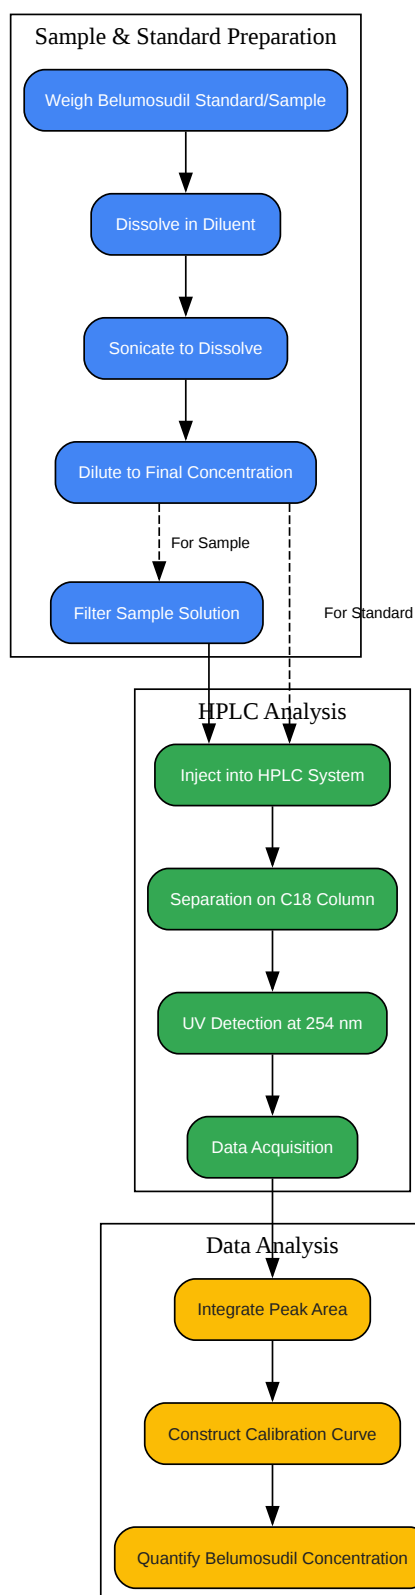 Sample & Standard Preparation
Weigh Belumosudil Standard/Sample
Dissolve in Diluent
Sonicate to Dissolve
Dilute to Final Concentration
For Sample
Filter Sample Solution
For Standard
HPLC Analysis
Inject into HPLC System
Separation on C18 Column
UV Detection at 254 nm
Data Acquisition
Data Analysis
Integrate Peak Area
Construct Calibration Curve
Quantify Belumosudil Concentration